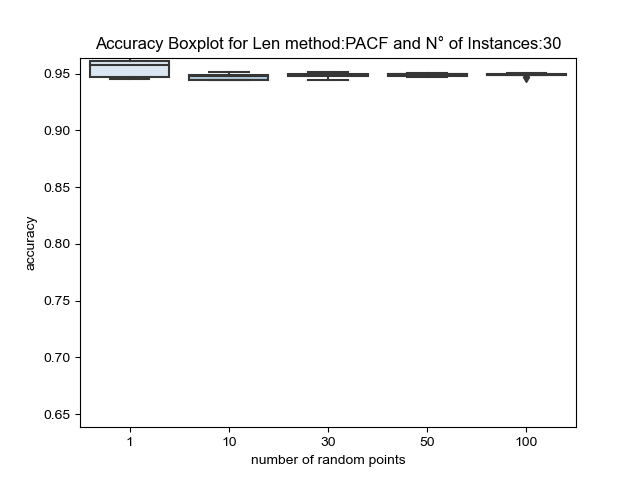 Accuracy Boxplot for Len method:PACF and N° of Instances:30
0.95
0.90
0.85
0.80
0.75
0.70
0.65
accuracy
1 10 30 50 100
number of random points